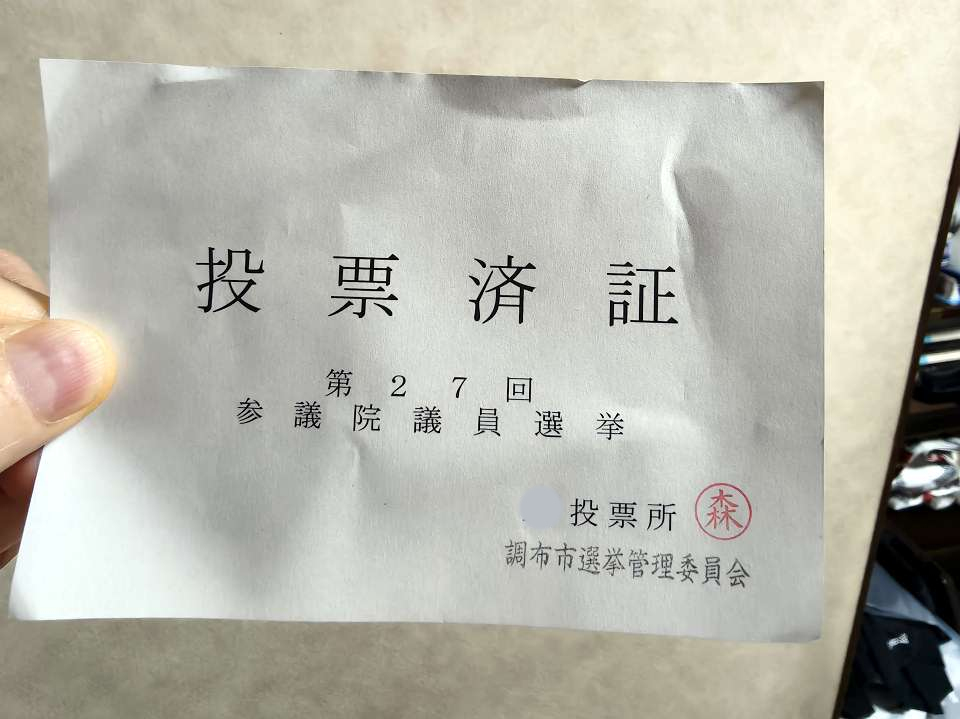 投票済証
第２７回
参議院議員選挙
投票所 森
調布市選挙管理委員会